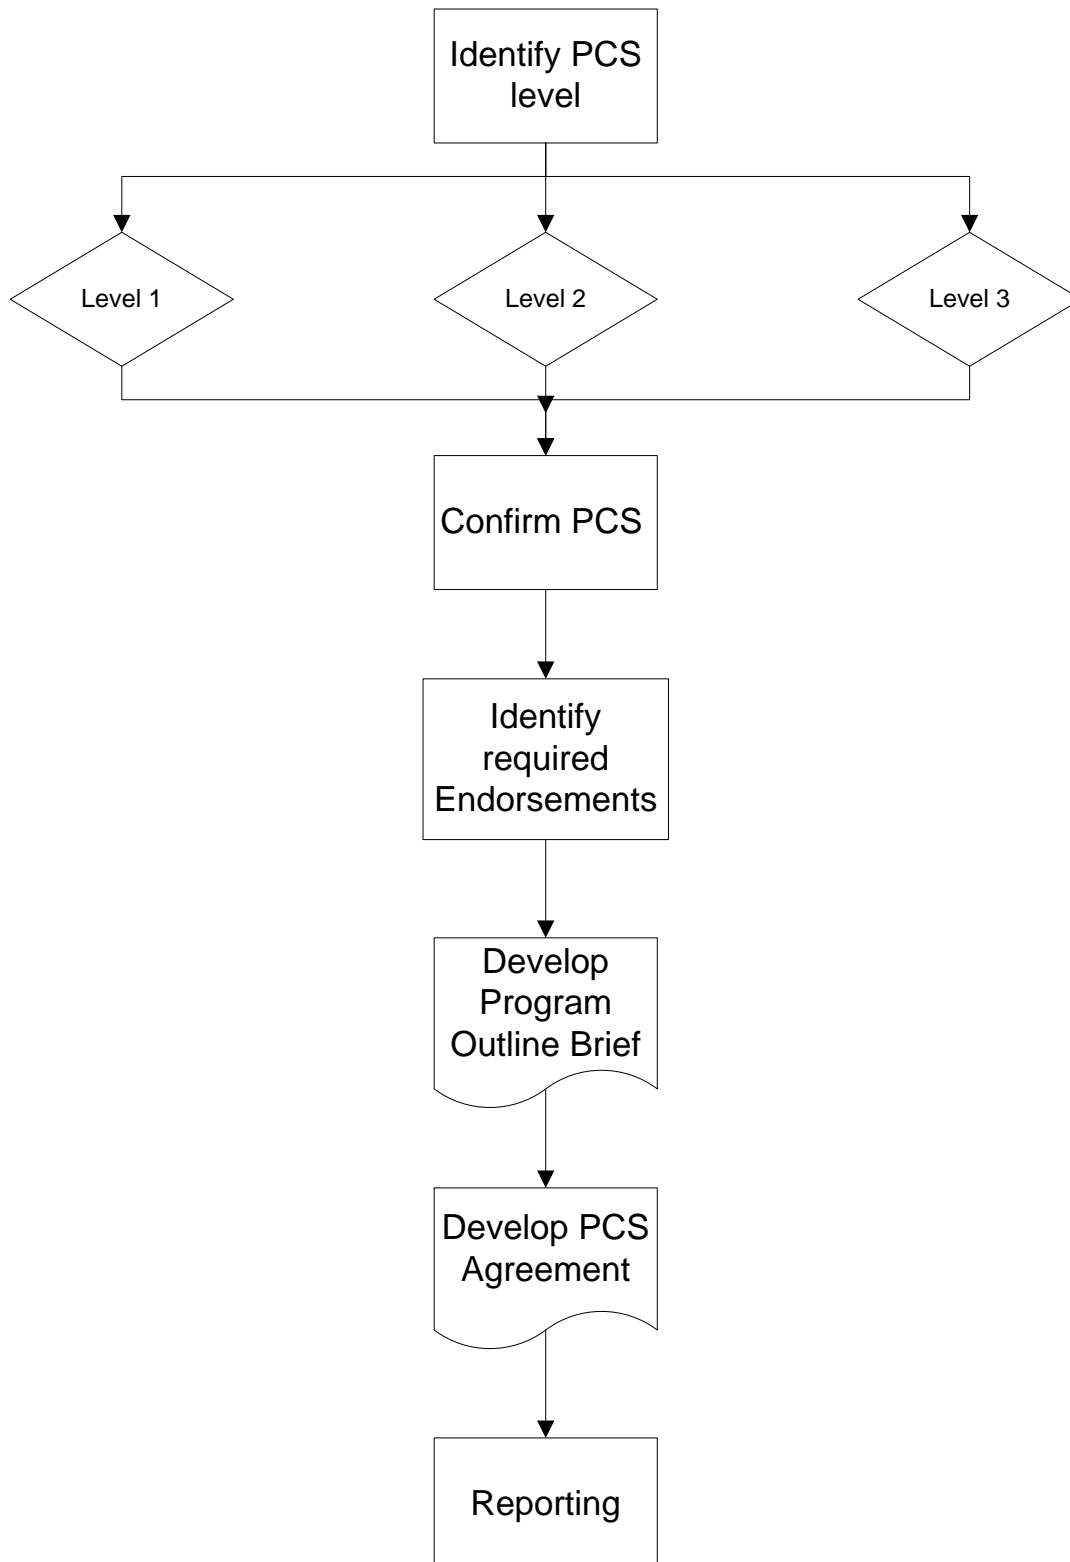 Identify PCS
level
Level 1
Level 2
Level 3
Confirm PCS
Identify
required
Endorsements
Develop
Program
Outline Brief
Develop PCS
Agreement
Reporting